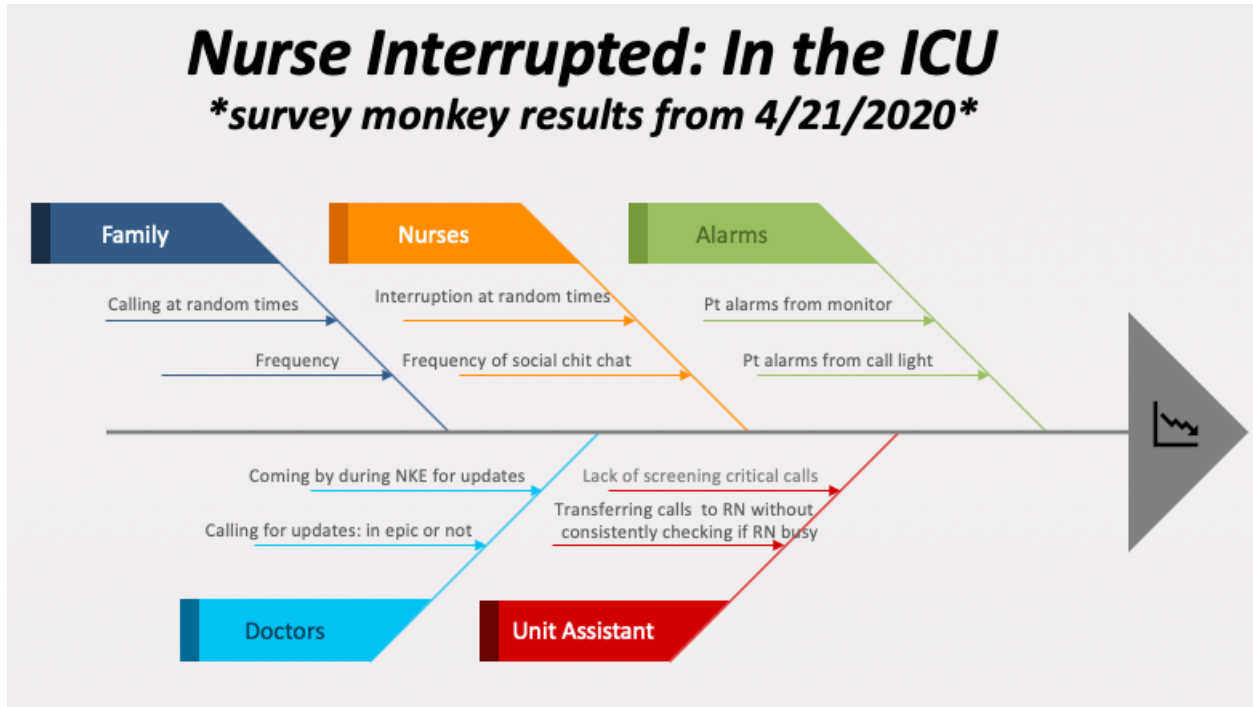 Nurse Interrupted: In the ICU
*survey monkey results from 4/21/2020*
Family
Nurses
Alarms
Calling at random times
Interruption at random times
Pt alarms from monitor
Frequency
Frequency of social chit chat
Pt alarms from call light
Coming by during NKE for updates
Lack of screening critical calls
Calling for updates: in epic or not
Transferring calls to RN without
consistently checking if RN busy
Doctors
Unit Assistant